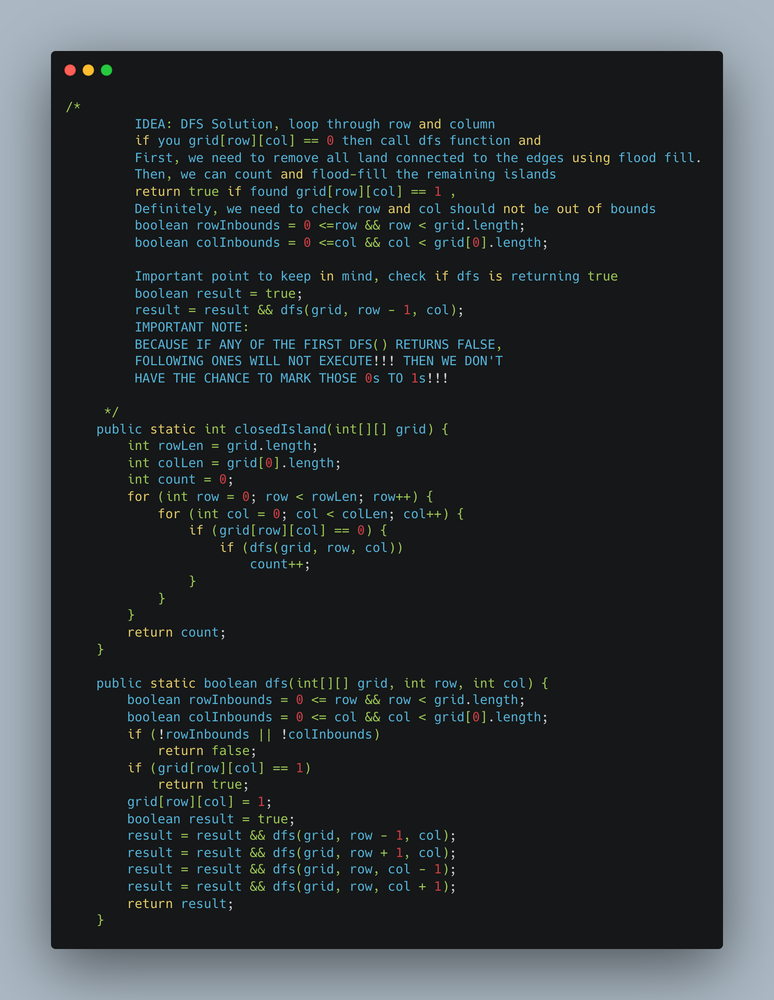 /*
IDEA: DFS Solution, loop through row and column
if you grid[row][col] == 0 then call dfs function and
First, we need to remove all land connected to the edges using flood fill.
Then, we can count and flood-fill the remaining islands
return true if found grid[row][col] == 1 ,
Definitely, we need to check row and col should not be out of bounds
boolean rowInbounds = 0 <=row && row < grid.length;
boolean colInbounds = 0 <=col && col < grid[0].length;
Important point to keep in mind, check if dfs is returning true
boolean result = true;
result = result && dfs(grid, row - 1, col);
IMPORTANT NOTE:
BECAUSE IF ANY OF THE FIRST DFS() RETURNS FALSE,
FOLLOWING ONES WILL NOT EXECUTE!!! THEN WE DON'T
HAVE THE CHANCE TO MARK THOSE 0s TO 1s!!!
*/
public static int closedIsland(int[][] grid) {
int rowLen = grid.length;
int colLen = grid[0].length;
int count = 0;
for (int row = 0; row < rowLen; row++) {
for (int col = 0; col < colLen; col++) {
if (grid[row][col] == 0) {
if (dfs(grid, row, col))
count++;
}
}
}
return count;
}
public static boolean dfs(int[][] grid, int row, int col) {
boolean rowInbounds = 0 <= row && row < grid.length;
boolean colInbounds = 0 <= col && col < grid[0].length;
if (!rowInbounds || !colInbounds)
return false;
if (grid[row][col] == 1)
return true;
grid[row][col] = 1;
boolean result = true;
result = result && dfs(grid, row - 1, col);
result = result && dfs(grid, row + 1, col);
result = result && dfs(grid, row, col - 1);
result = result && dfs(grid, row, col + 1);
return result;
}